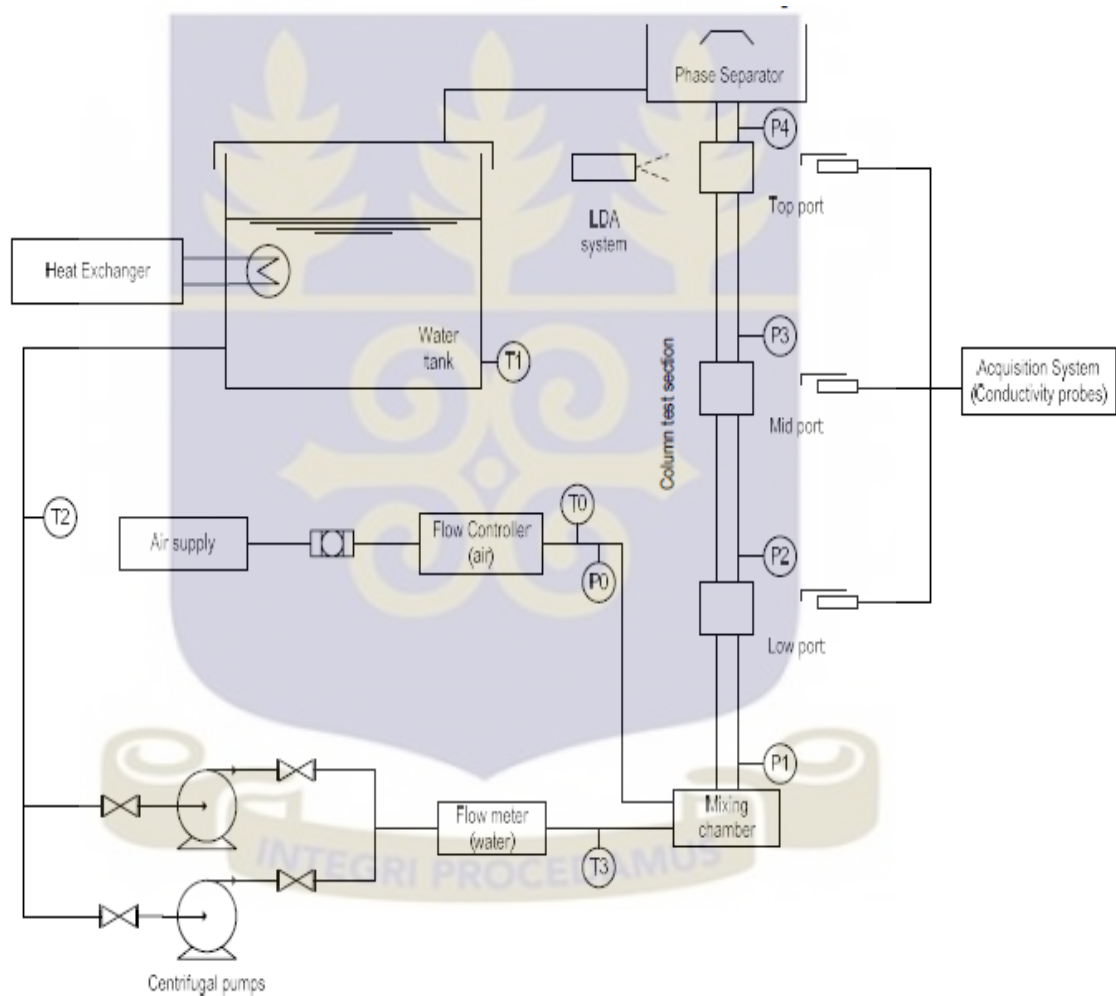 Phase Separator
P4
Top port
LDA
system
Heat Exchanger
Water
tank
T1
P3
Column test section
Mid port
Acquisition System
(Conductivity probes)
T2
Air supply
Flow Controller
(air)
T0
P0
P2
Low port
P1
Mixing
chamber
Flow meter
(water)
T3
INTEGRI PROCEDAMUS
Centrifugal pumps